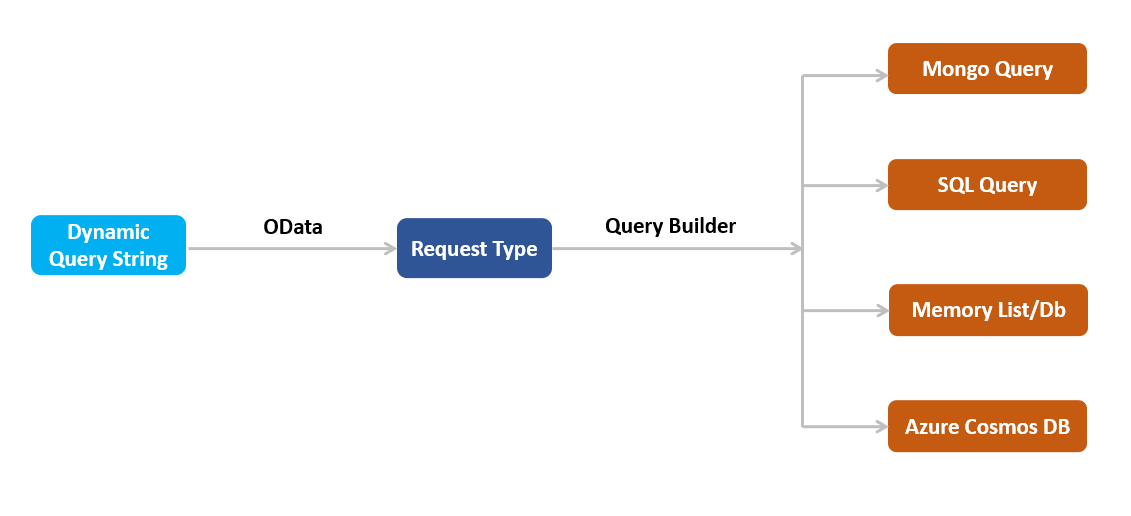 Dynamic
Query String
OData
Request Type
Query Builder
Mongo Query
SQL Query
Memory List/Db
Azure Cosmos DB